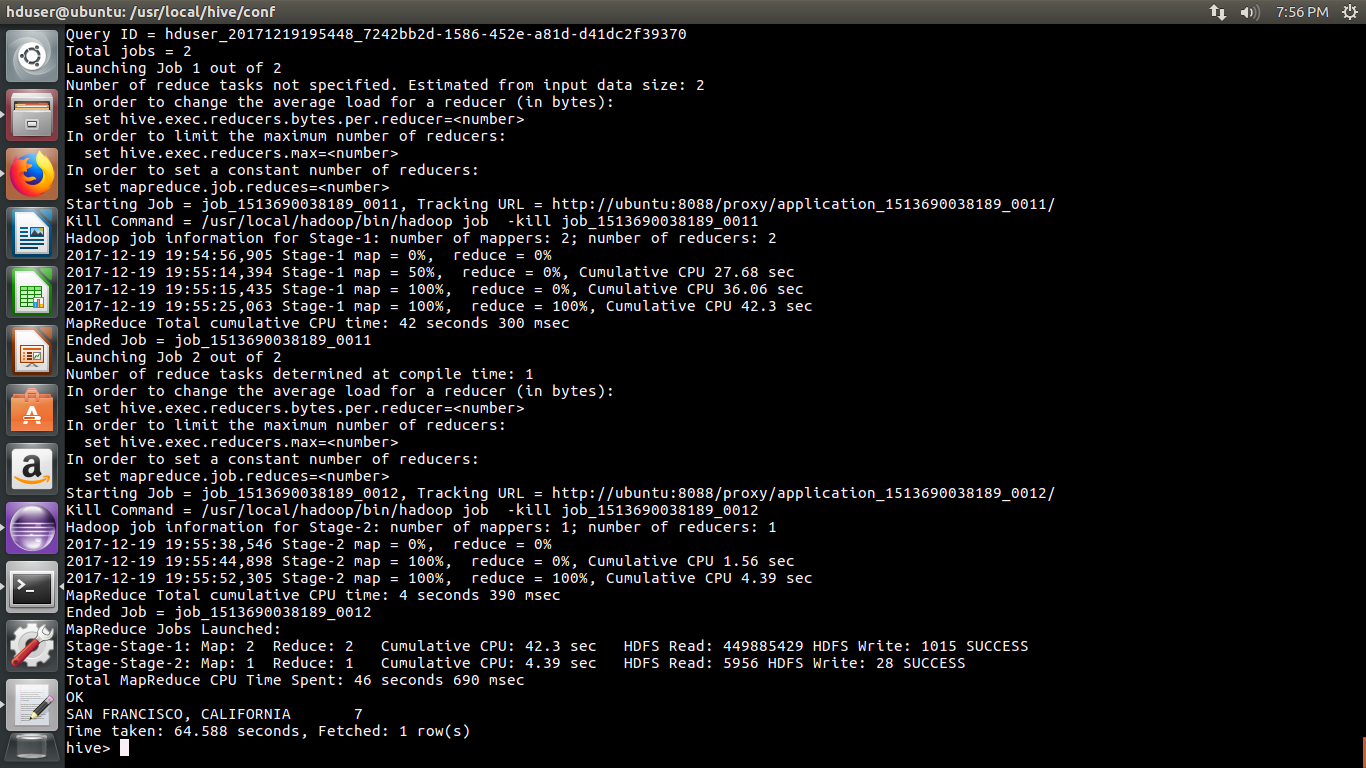 hduser@ubuntu: /usr/local/hive/conf
7:56 PM
Query ID = hduser_20171219195448_7242bb2d-1586-452e-a81d-d41dc2f39370
Total jobs = 2
Launching Job 1 out of 2
Number of reduce tasks not specified. Estimated from input data size: 2
In order to change the average load for a reducer (in bytes):
  set hive.exec.reducers.bytes.per.reducer=<number>
In order to limit the maximum number of reducers:
  set hive.exec.reducers.max=<number>
In order to set a constant number of reducers:
  set mapreduce.job.reduces=<number>
Starting Job = job_1513690038189_0011, Tracking URL = http://ubuntu:8088/proxy/application_1513690038189_0011/
Kill Command = /usr/local/hadoop/bin/hadoop job  -kill job_1513690038189_0011
Hadoop job information for Stage-1: number of mappers: 2; number of reducers: 2
2017-12-19 19:54:56,905 Stage-1 map = 0%,  reduce = 0%
2017-12-19 19:55:14,394 Stage-1 map = 50%,  reduce = 0%, Cumulative CPU 27.68 sec
2017-12-19 19:55:15,435 Stage-1 map = 100%,  reduce = 0%, Cumulative CPU 36.06 sec
2017-12-19 19:55:25,063 Stage-1 map = 100%,  reduce = 100%, Cumulative CPU 42.3 sec
MapReduce Total cumulative CPU time: 42 seconds 300 msec
Ended Job = job_1513690038189_0011
Launching Job 2 out of 2
Number of reduce tasks determined at compile time: 1
In order to change the average load for a reducer (in bytes):
  set hive.exec.reducers.bytes.per.reducer=<number>
In order to limit the maximum number of reducers:
  set hive.exec.reducers.max=<number>
In order to set a constant number of reducers:
  set mapreduce.job.reduces=<number>
Starting Job = job_1513690038189_0012, Tracking URL = http://ubuntu:8088/proxy/application_1513690038189_0012/
Kill Command = /usr/local/hadoop/bin/hadoop job  -kill job_1513690038189_0012
Hadoop job information for Stage-2: number of mappers: 1; number of reducers: 1
2017-12-19 19:55:38,546 Stage-2 map = 0%,  reduce = 0%
2017-12-19 19:55:44,898 Stage-2 map = 100%,  reduce = 0%, Cumulative CPU 1.56 sec
2017-12-19 19:55:52,305 Stage-2 map = 100%,  reduce = 100%, Cumulative CPU 4.39 sec
MapReduce Total cumulative CPU time: 4 seconds 390 msec
Ended Job = job_1513690038189_0012
MapReduce Jobs Launched:
Stage-Stage-1: Map: 2  Reduce: 2   Cumulative CPU: 42.3 sec   HDFS Read: 449885429 HDFS Write: 1015 SUCCESS
Stage-Stage-2: Map: 1  Reduce: 1   Cumulative CPU: 4.39 sec   HDFS Read: 5956 HDFS Write: 28 SUCCESS
Total MapReduce CPU Time Spent: 46 seconds 690 msec
OK
SAN FRANCISCO, CALIFORNIA       7
Time taken: 64.588 seconds, Fetched: 1 row(s)
hive>